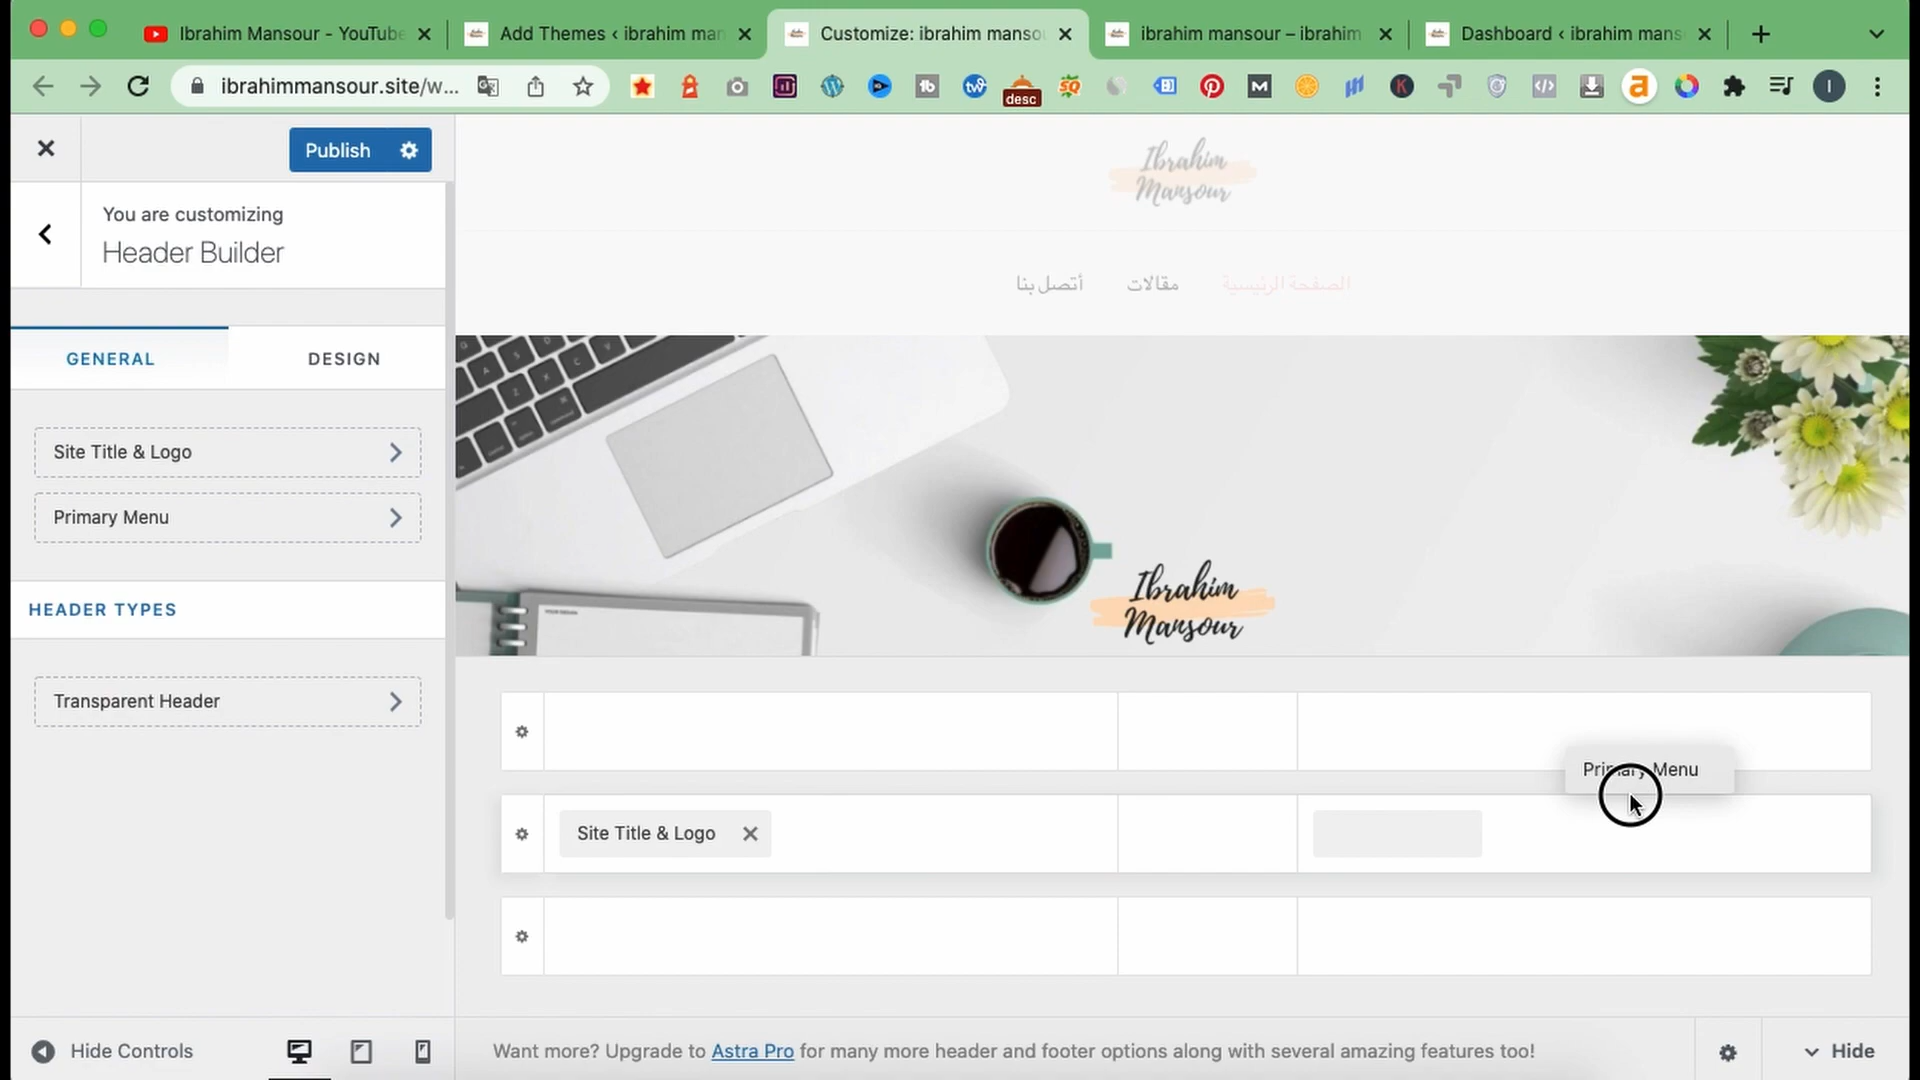 Ibrahim Mansour - YouTube
Add Themes ‹ ibrahim man
Customize: ibrahim manso
ibrahim mansour – ibrahim
Dashboard ‹ ibrahim mans
ibrahimmansour.site/w...
desc
Publish
You are customizing
Header Builder
GENERAL
DESIGN
Site Title & Logo
Primary Menu
HEADER TYPES
Transparent Header
Hide Controls
Ibrahim
Mansour
الصفحة الرئيسية
مقالات
أتصل بنا
Ibrahim
Mansour
Primary Menu
Site Title & Logo
Want more? Upgrade to Astra Pro for many more header and footer options along with several amazing features too!
Hide